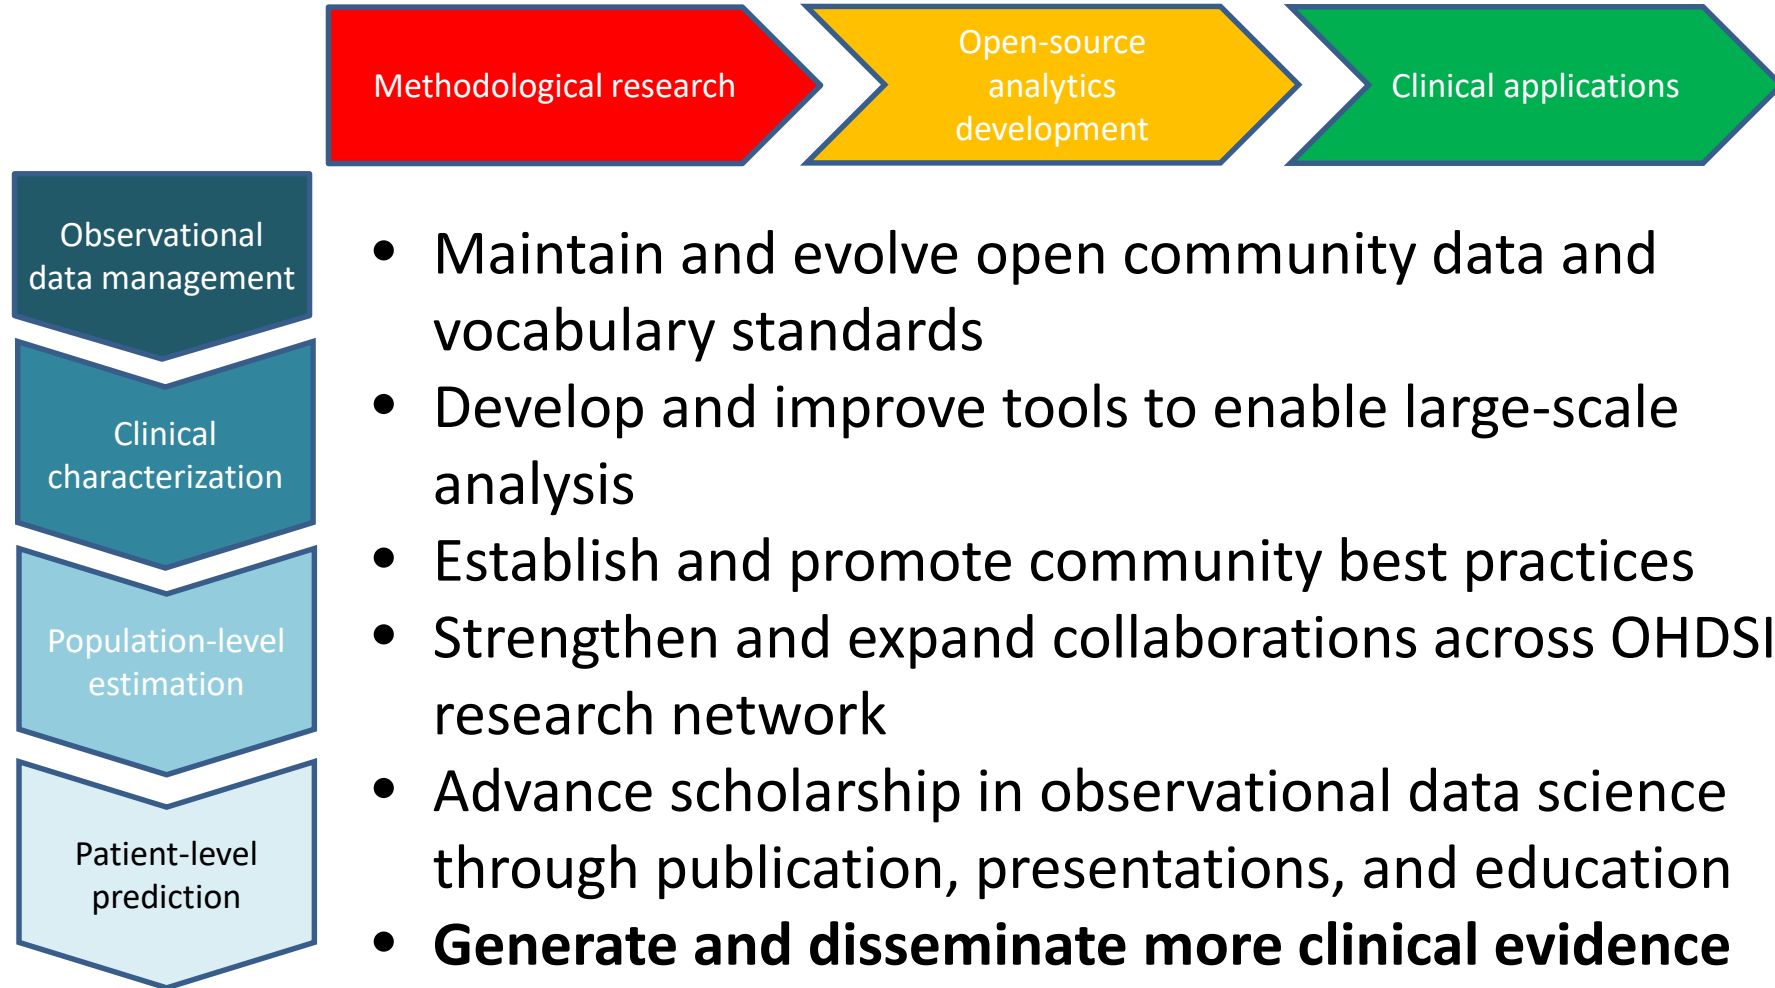 Methodological research
Open-source
analytics
development
Clinical applications
Observational
data management
Clinical
characterization
Population-level
estimation
Patient-level
prediction
• Maintain and evolve open community data and
vocabulary standards
• Develop and improve tools to enable large-scale
analysis
• Establish and promote community best practices
• Strengthen and expand collaborations across OHDSI
research network
• Advance scholarship in observational data science
through publication, presentations, and education
• Generate and disseminate more clinical evidence